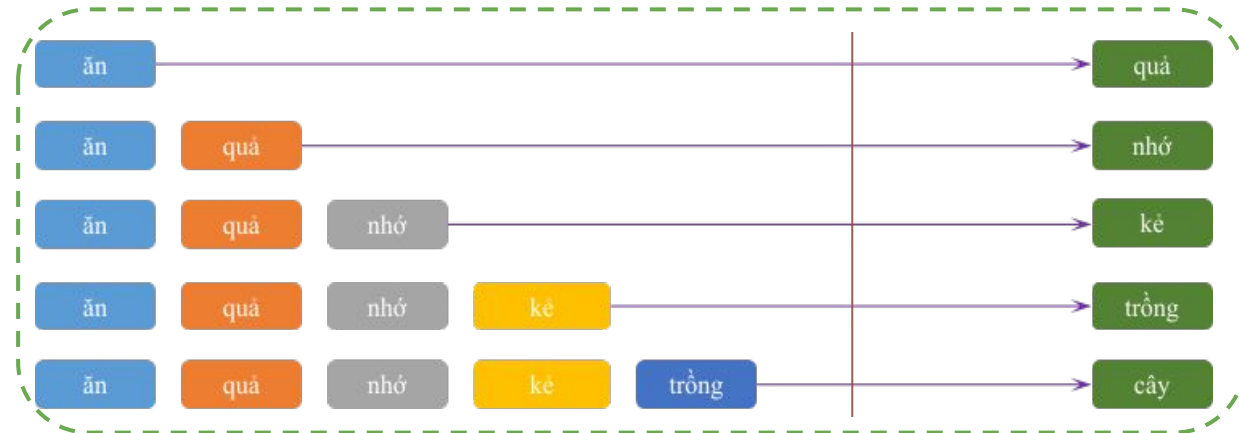 ăn quả
ăn quả nhớ
ăn quả nhớ kẻ
ăn quả nhớ kẻ trồng
ăn quả nhớ kẻ trồng cây